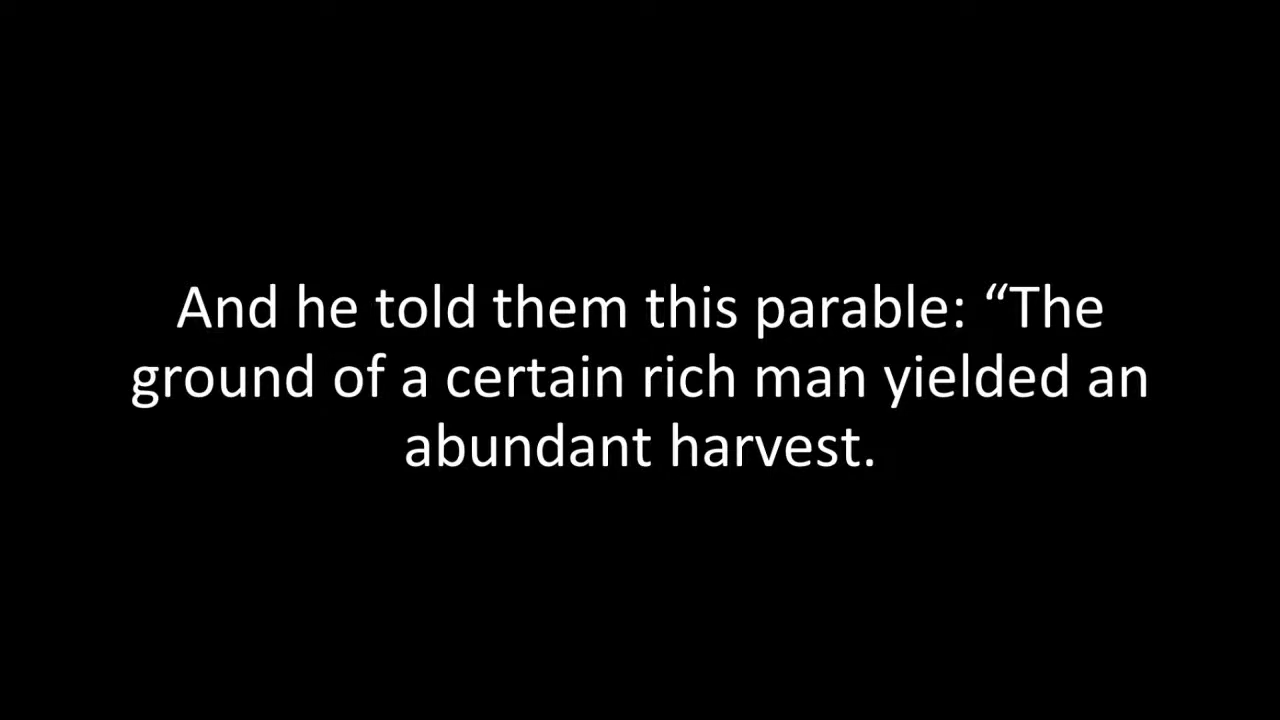 And he told them this parable: “The
ground of a certain rich man yielded an
abundant harvest.